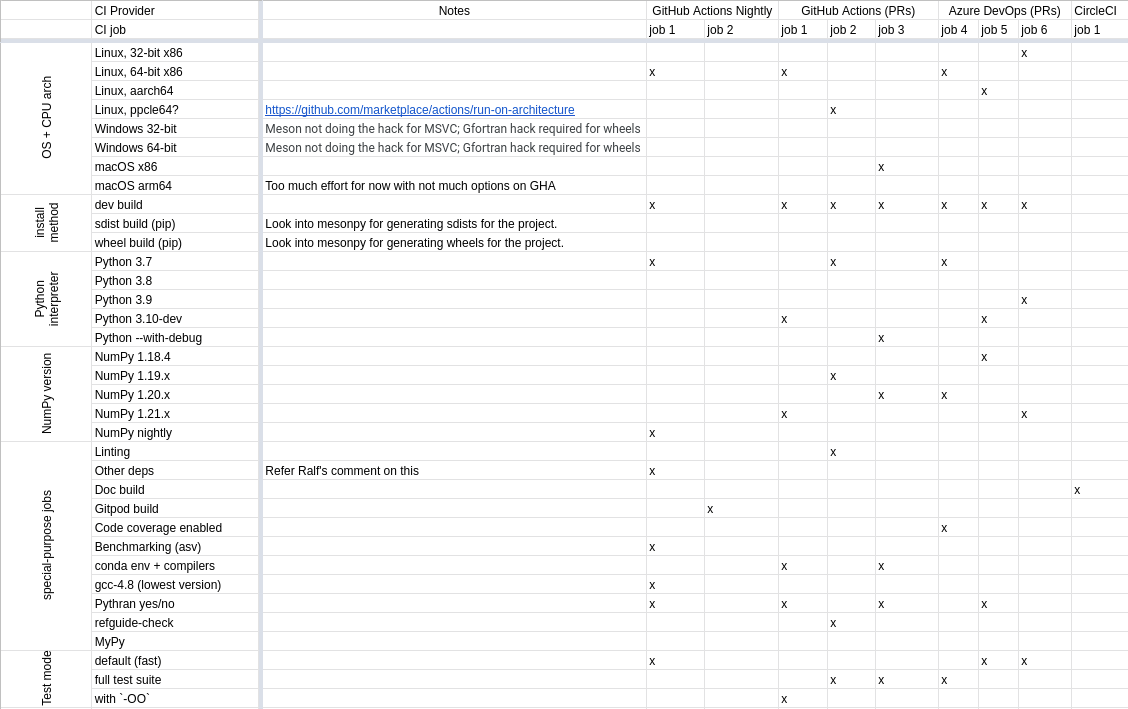 CI Provider Notes GitHub Actions Nightly GitHub Actions (PRs) Azure DevOps (PRs) CircleCI
CI job job 1 job 2 job 1 job 2 job 3 job 4 job 5 job 6 job 1
OS + CPU arch
Linux, 32-bit x86 x
Linux, 64-bit x86 x x x
Linux, aarch64 x
Linux, ppcle64? https://github.com/marketplace/actions/run-on-architecture x
Windows 32-bit Meson not doing the hack for MSVC; Gfortran hack required for wheels
Windows 64-bit Meson not doing the hack for MSVC; Gfortran hack required for wheels
macOS x86 x
macOS arm64 Too much effort for now with not much options on GHA
install
method
dev build x x x x x x x
sdist build (pip) Look into mesonpy for generating sdists for the project.
wheel build (pip) Look into mesonpy for generating wheels for the project.
Python
interpreter
Python 3.7 x x x
Python 3.8
Python 3.9 x
Python 3.10-dev x x
Python --with-debug x
NumPy version
NumPy 1.18.4 x
NumPy 1.19.x x
NumPy 1.20.x x x
NumPy 1.21.x x x
NumPy nightly x
special-purpose jobs
Linting x
Other deps Refer Ralf's comment on this x
Doc build x
Gitpod build x
Code coverage enabled x
Benchmarking (asv) x
conda env + compilers x x
gcc-4.8 (lowest version) x
Pythran yes/no x x x x
refguide-check x
MyPy
Test mode
default (fast) x x x
full test suite x x x
with `-OO` x